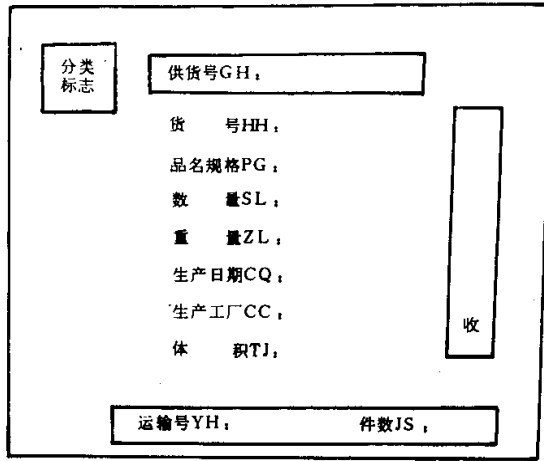 分类
标志
供货号GH:
货 号HH:
品名规格PG:
数 量SL:
重 量ZL:
生产日期CQ:
生产工厂CC:
体 积TJ:
收
运输号YH: 件数JS: